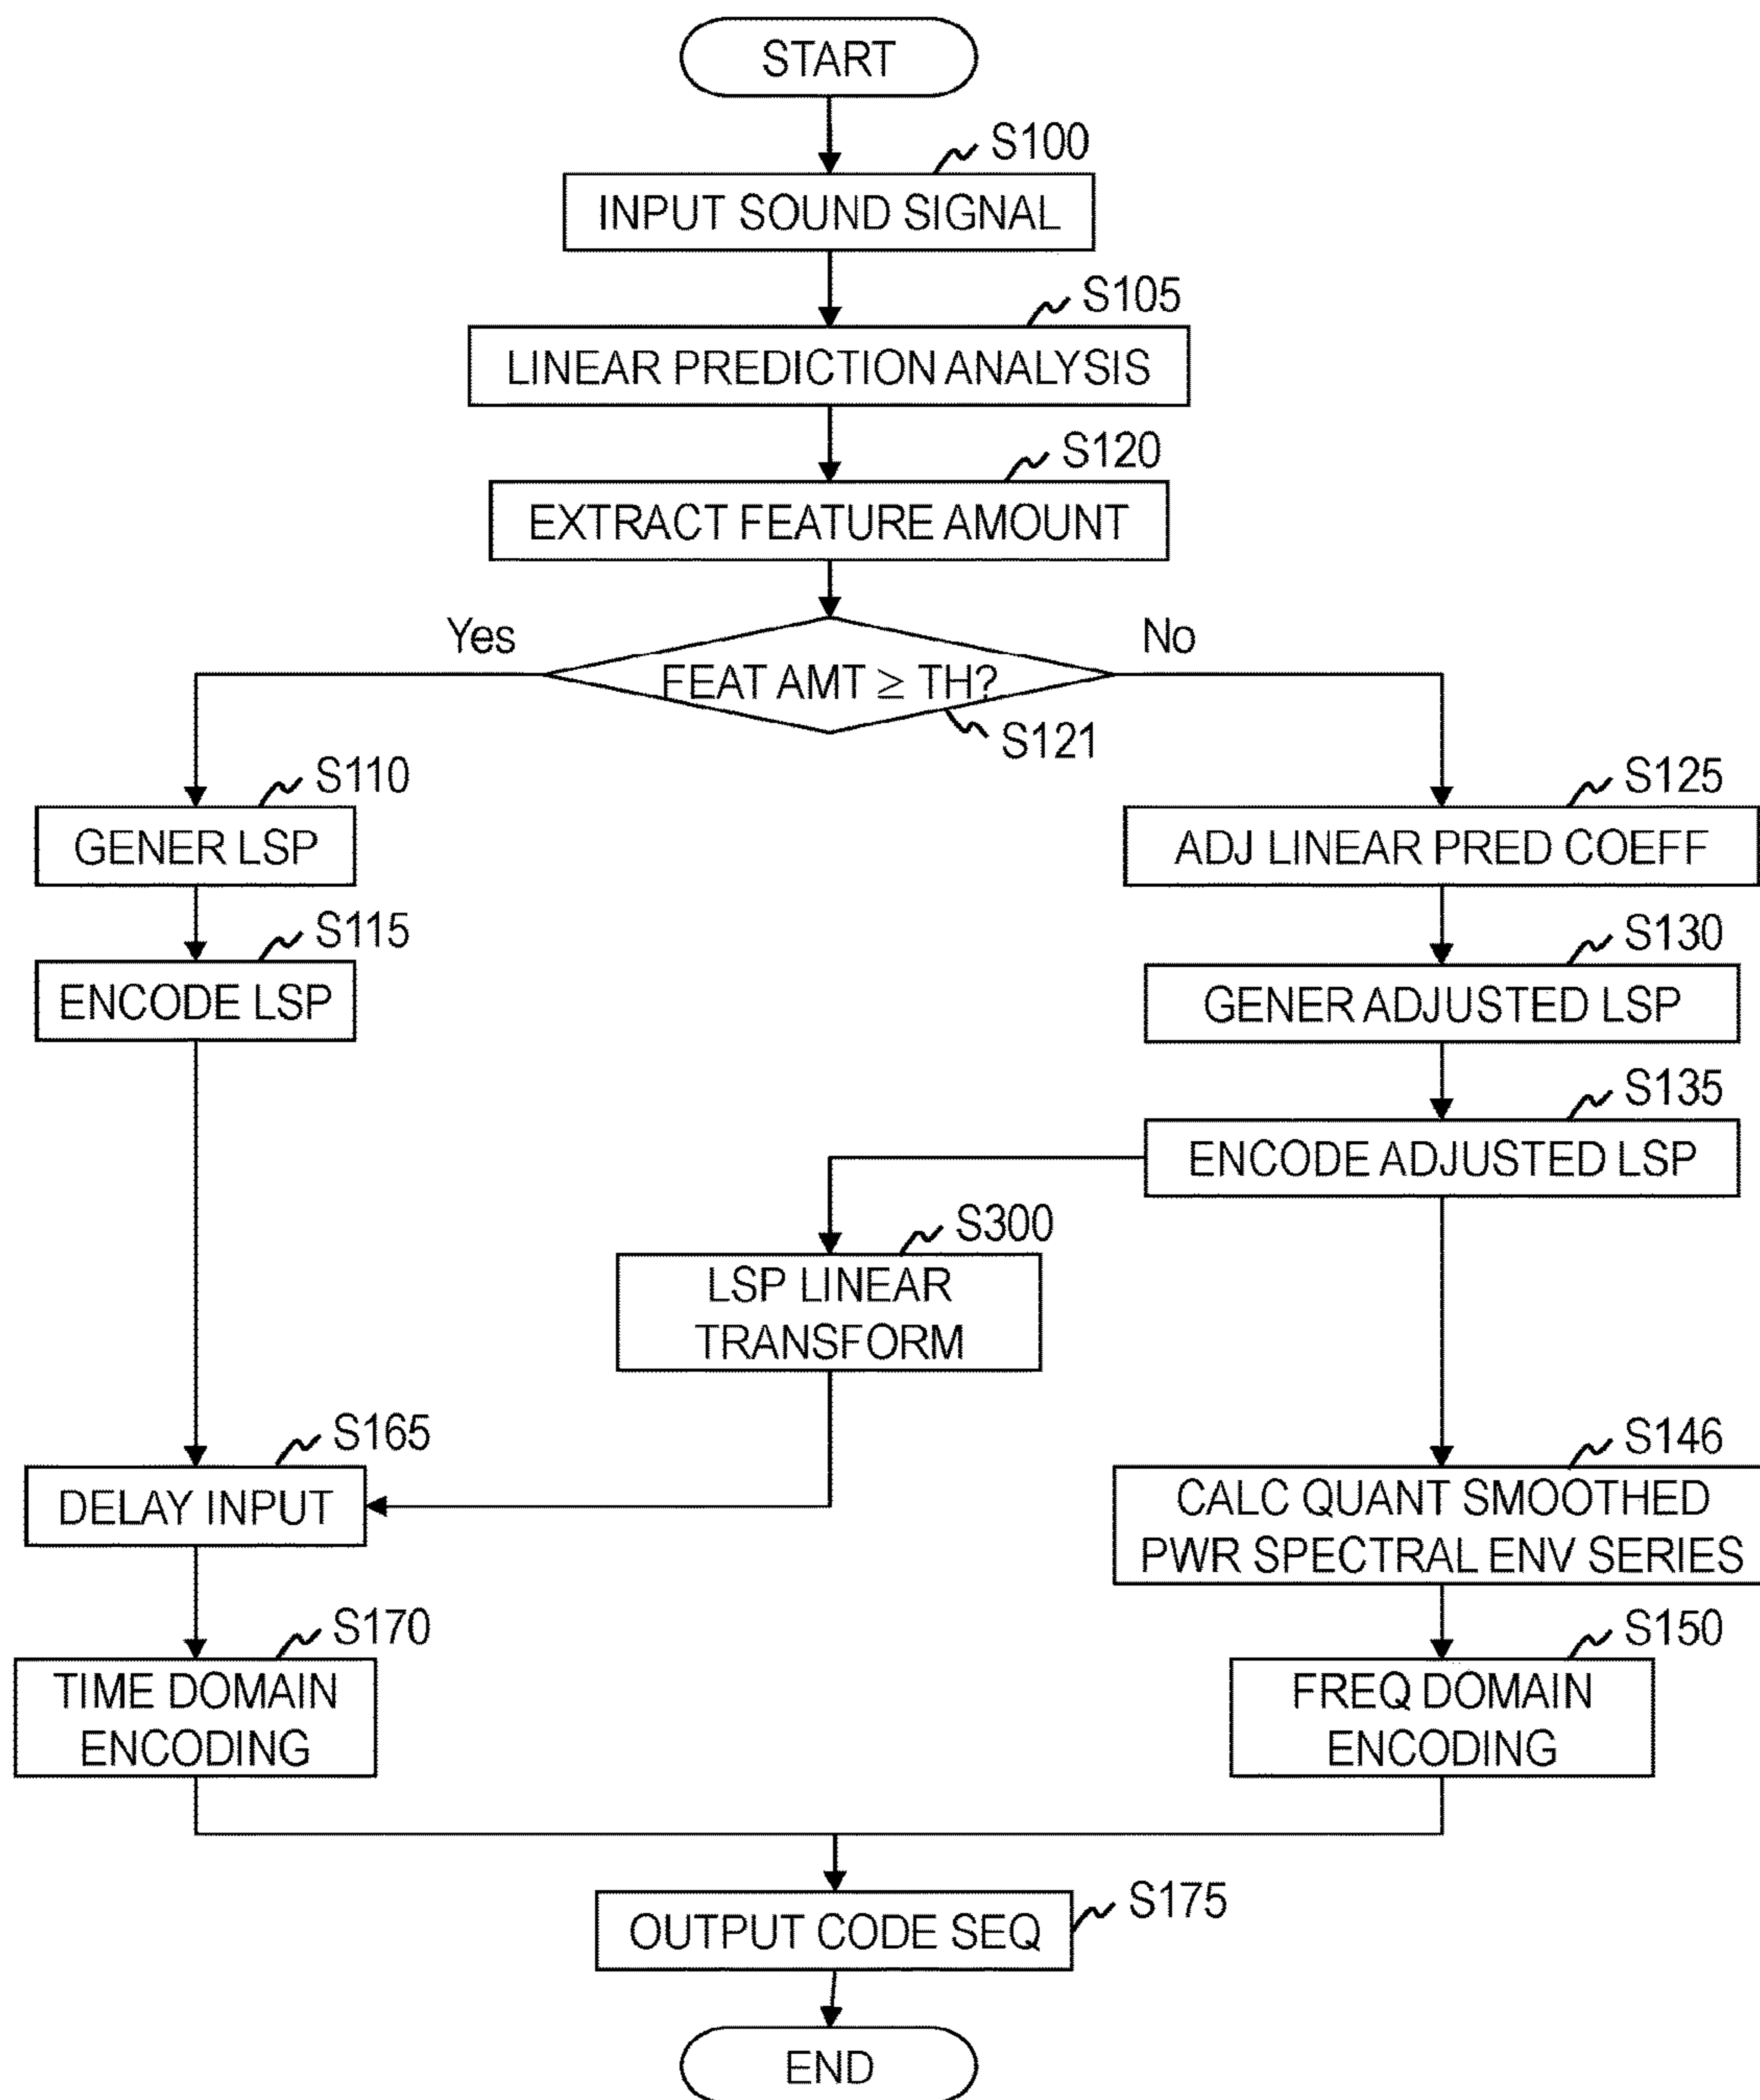 START
S100
INPUT SOUND SIGNAL
S105
LINEAR PREDICTION ANALYSIS
S120
EXTRACT FEATURE AMOUNT
Yes
No
FEAT AMT ≥ TH?
S121
S110
GENER LSP
S125
ADJ LINEAR PRED COEFF
S115
ENCODE LSP
S130
GENER ADJUSTED LSP
S135
ENCODE ADJUSTED LSP
S300
LSP LINEAR
TRANSFORM
S165
DELAY INPUT
S146
CALC QUANT SMOOTHED
PWR SPECTRAL ENV SERIES
S170
TIME DOMAIN
ENCODING
S150
FREQ DOMAIN
ENCODING
S175
OUTPUT CODE SEQ
END